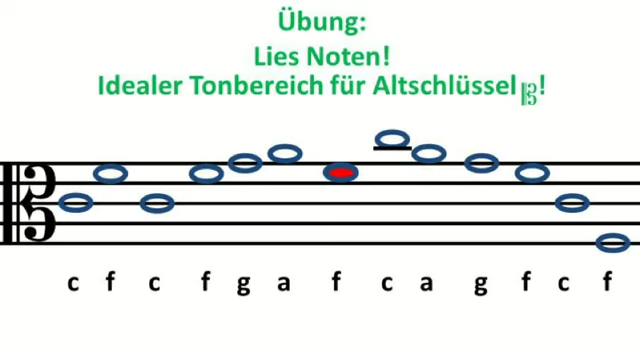 Übung:
Lies Noten!
Idealer Tonbereich für Altschlüssel !
c f c f g a f c a g f c f